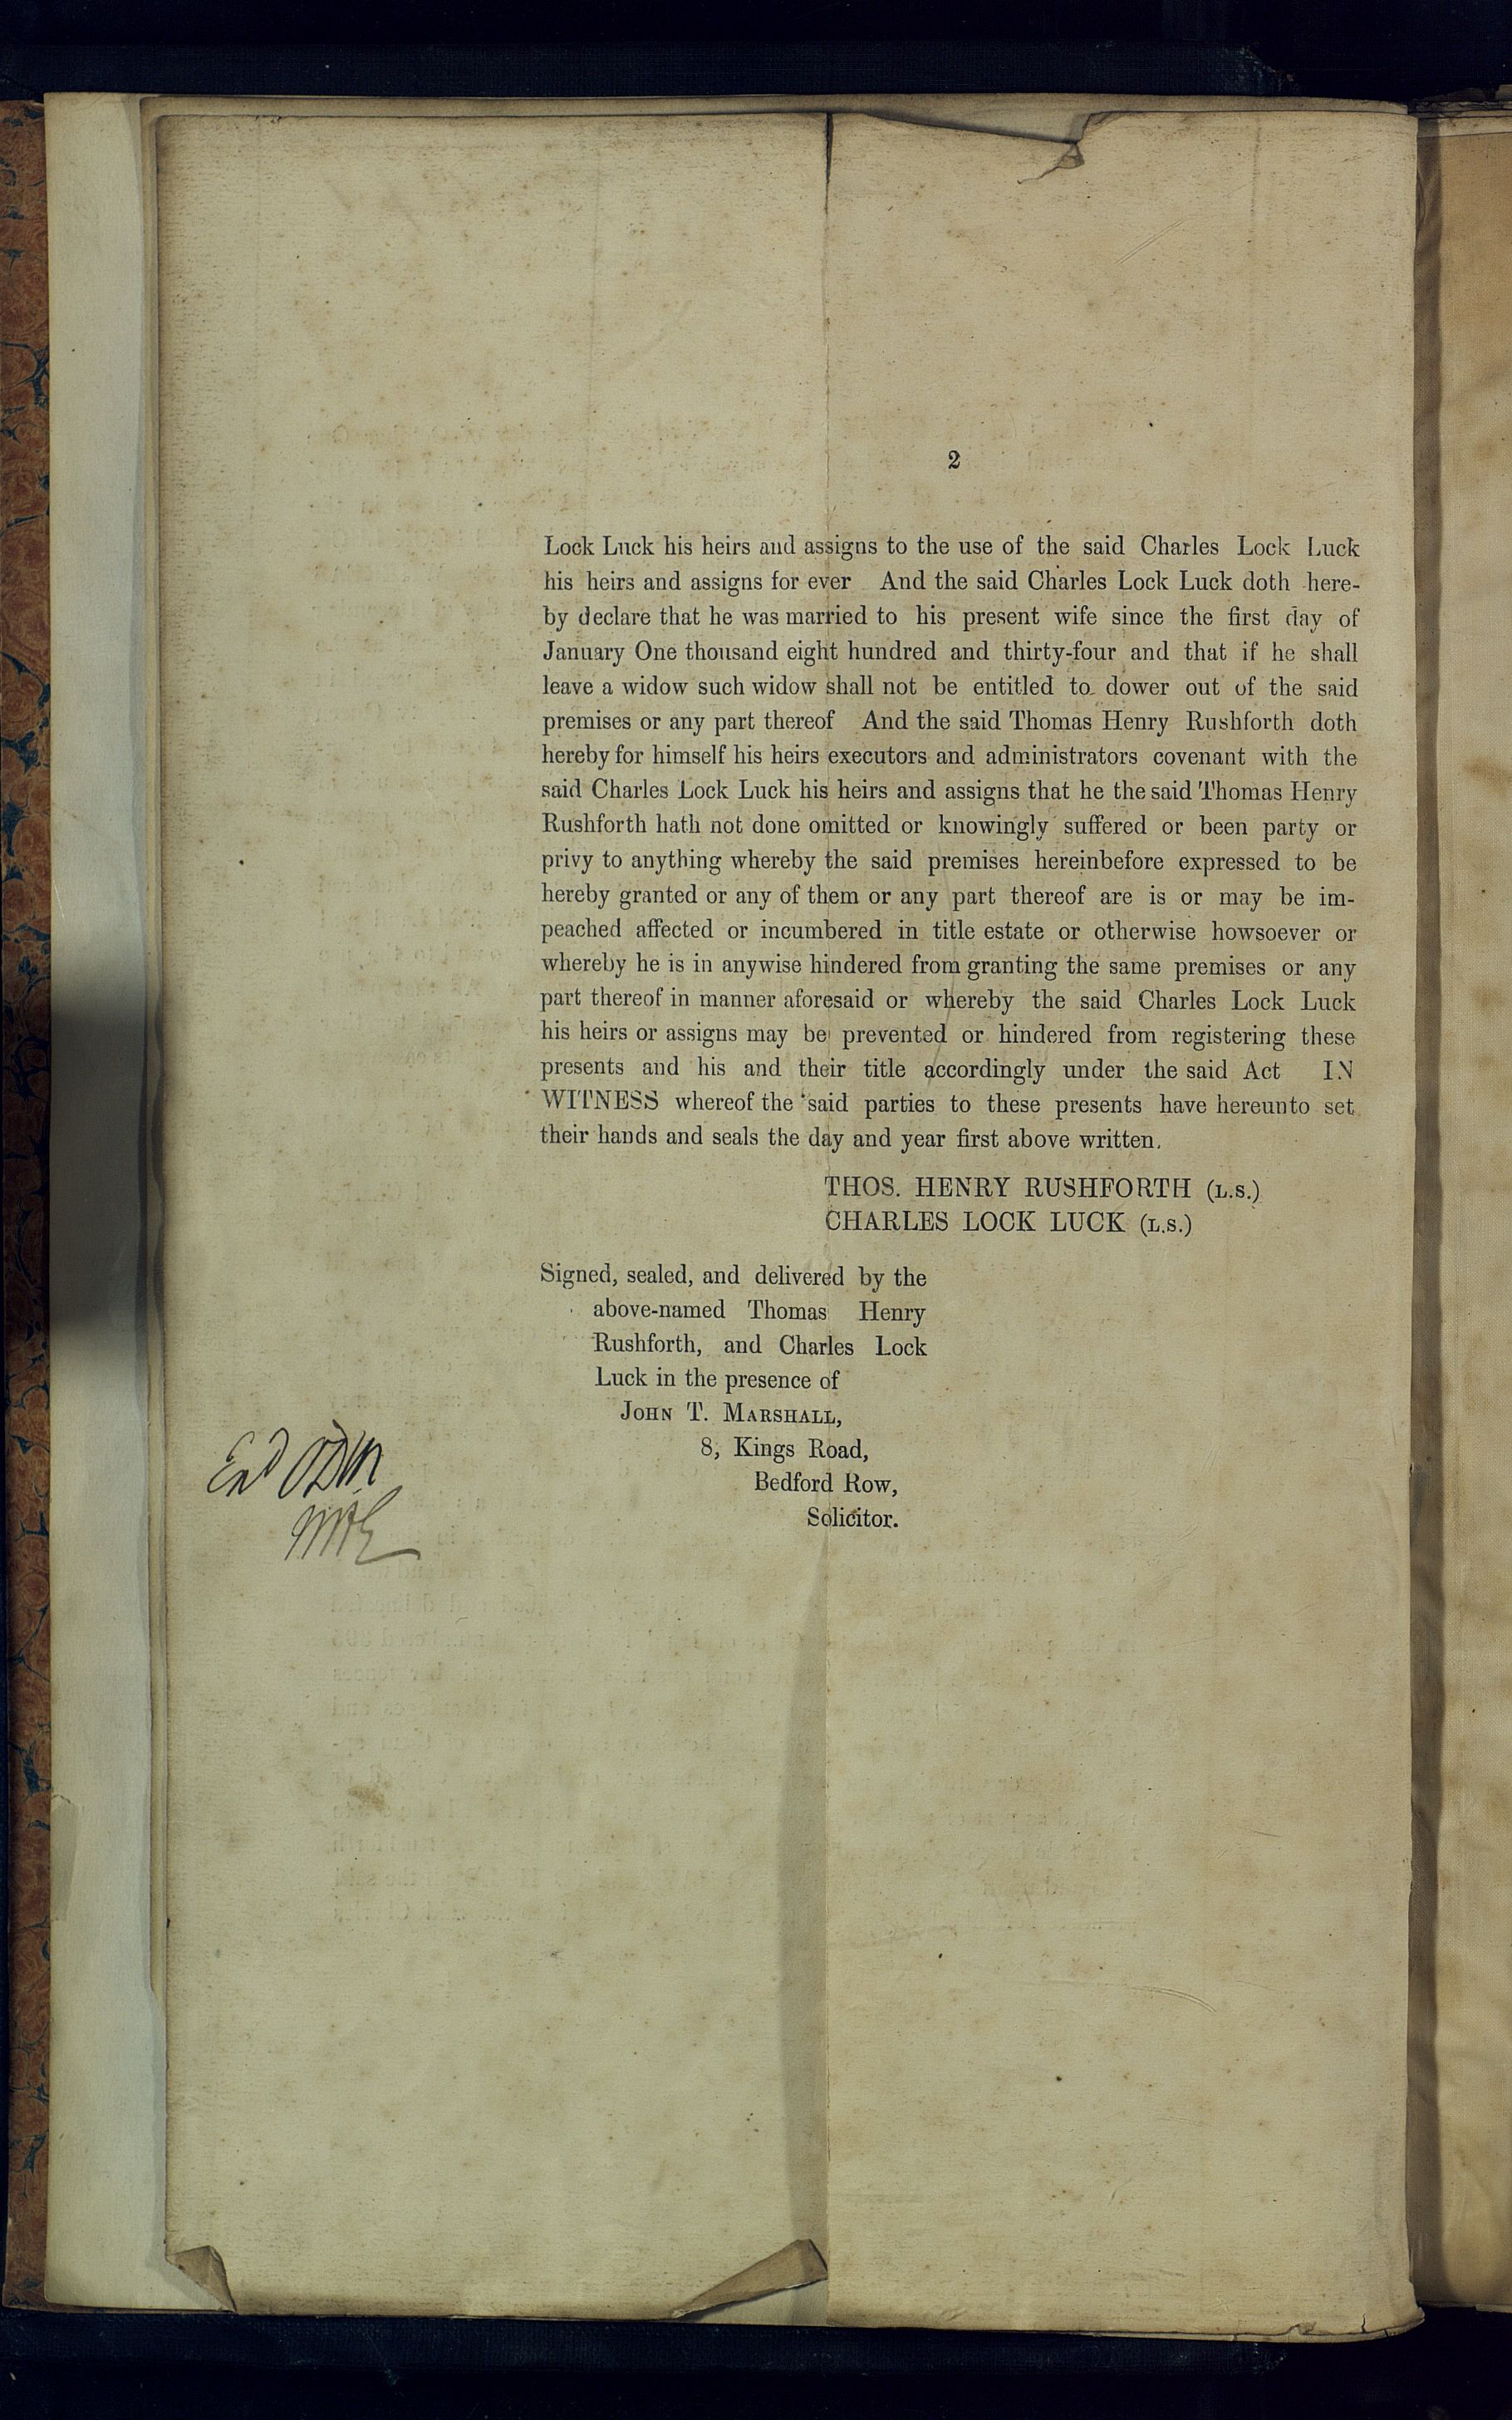 2
Lock Luck his heirs and assigns to the use of the said Charles Lock Luck
his heirs and assigns for ever And the said Charles Lock Luck doth here-
by declare that he was married to his present wife since the first day of
January One thousand eight hundred and thirty-four and that if he shall
leave a widow such widow shall not be entitled to dower out of the said
premises or any part thereof And the said Thomas Henry Rushforth doth
hereby for himself his heirs executors and administrators covenant with the
said Charles Lock Luck his heirs and assigns that he the said Thomas Henry
Rushforth hath not done omitted or knowingly suffered or been party or
privy to anything whereby the said premises hereinbefore expressed to be
hereby granted or any of them or any part thereof are is or may be im-
peached affected or incumbered in title estate or otherwise howsoever or
whereby he is in anywise hindered from granting the same premises or any
part thereof in manner aforesaid or whereby the said Charles Lock Luck
his heirs or assigns may be prevented or hindered from registering these
presents and his and their title accordingly under the said Act IN
WITNESS whereof the said parties to these presents have hereunto set
their hands and seals the day and year first above written.
THOS. HENRY RUSHFORTH (L.S.)
CHARLES LOCK LUCK (L.S.)
Signed, sealed, and delivered by the
above-named Thomas Henry
Rushforth, and Charles Lock
Luck in the presence of
JOHN T. MARSHALL,
8, Kings Road,
Bedford Row,
Solicitor.